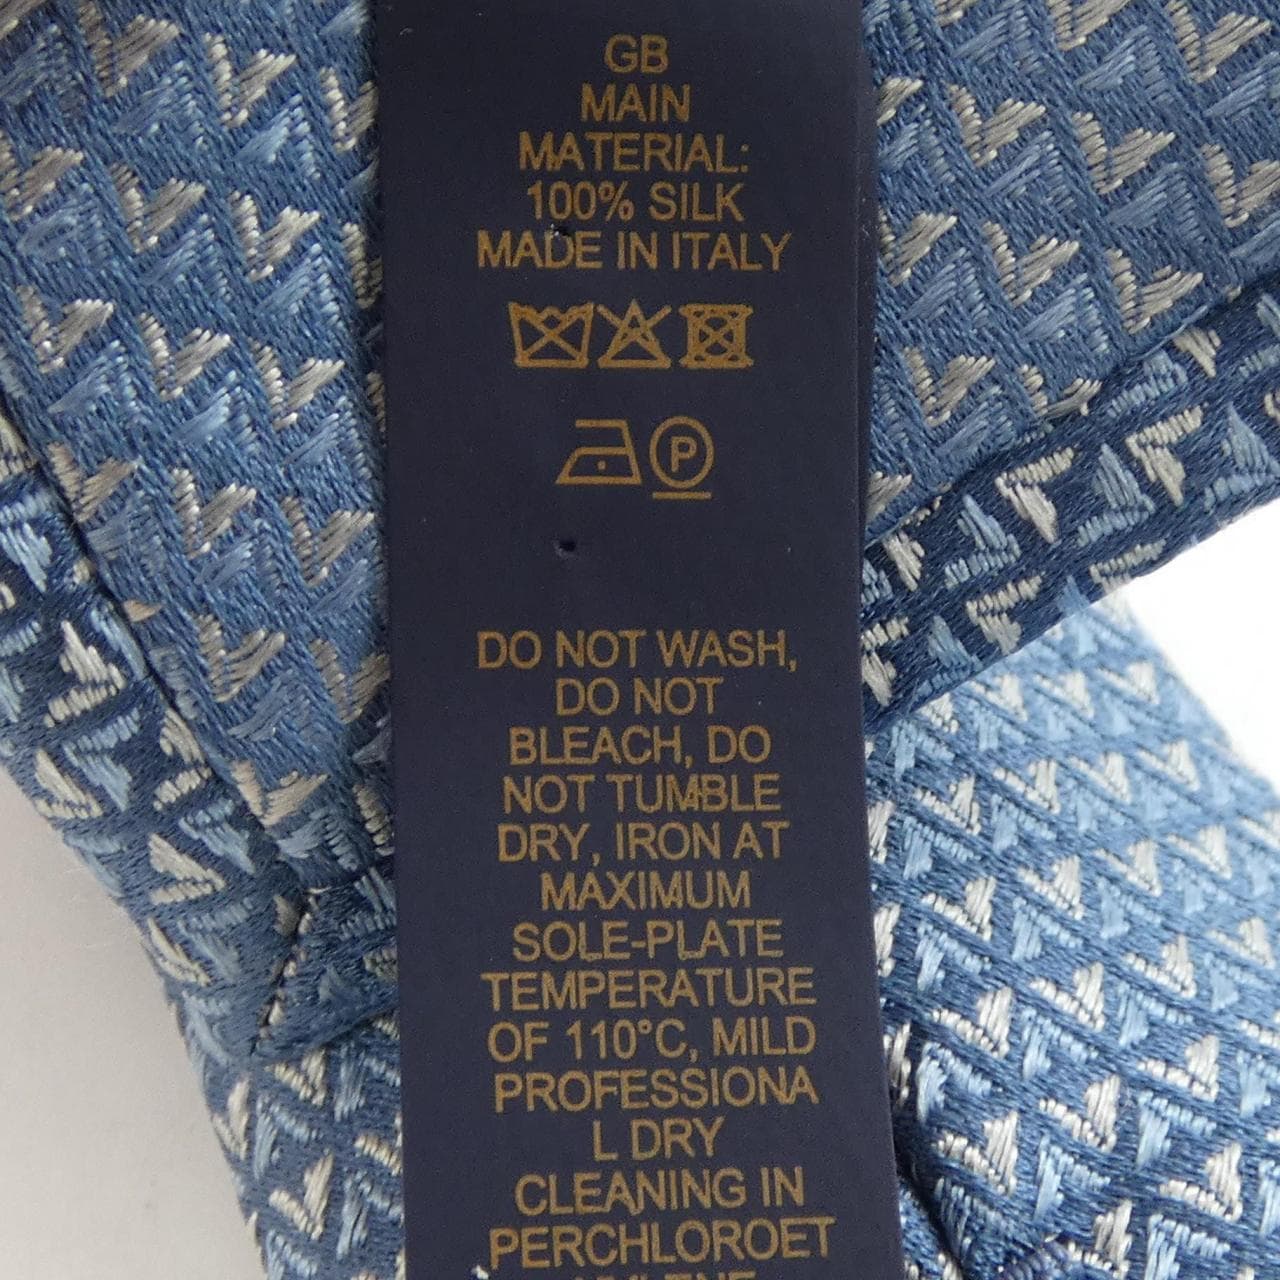 GB
MAIN
MATERIAL:
100% SILK
MADE IN ITALY
P
DO NOT WASH,
DO NOT
BLEACH, DO
NOT TUMBLE
DRY, IRON AT
MAXIMUM
SOLE-PLATE
TEMPERATURE
OF 110°C, MILD
PROFESSIONA
L DRY
CLEANING IN
PERCHLOROET